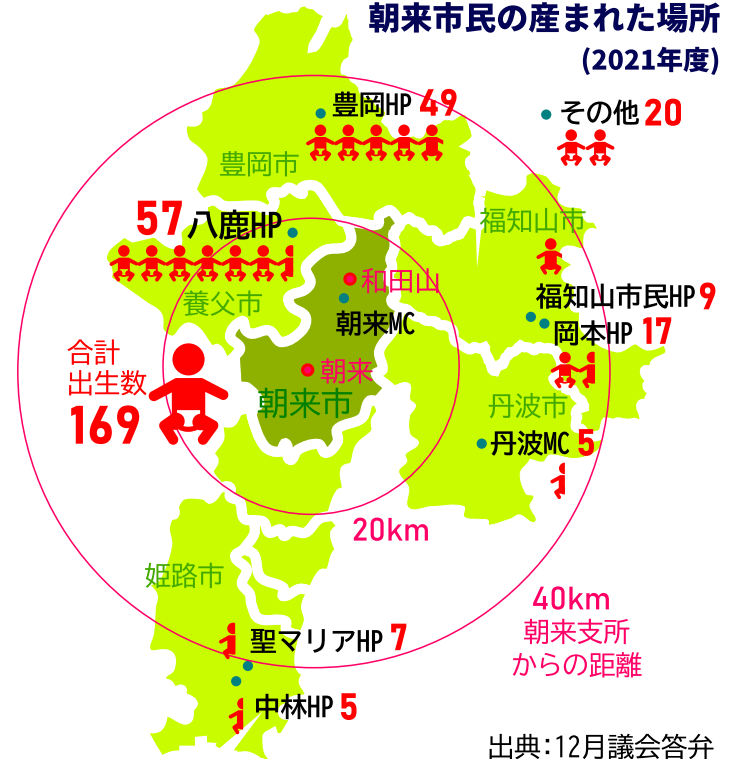 朝来市民の産まれた場所
(2021年度)
豊岡HP 49
その他 20
豊岡市
57 八鹿HP
福知山市
養父市
和田山
朝来MC
福知山市民HP 9
岡本HP 17
合計
出生数
169
朝来
朝来市
丹波市
丹波MC 5
20km
姫路市
40km
朝来支所
からの距離
聖マリアHP 7
中林HP 5
出典：12月議会答弁